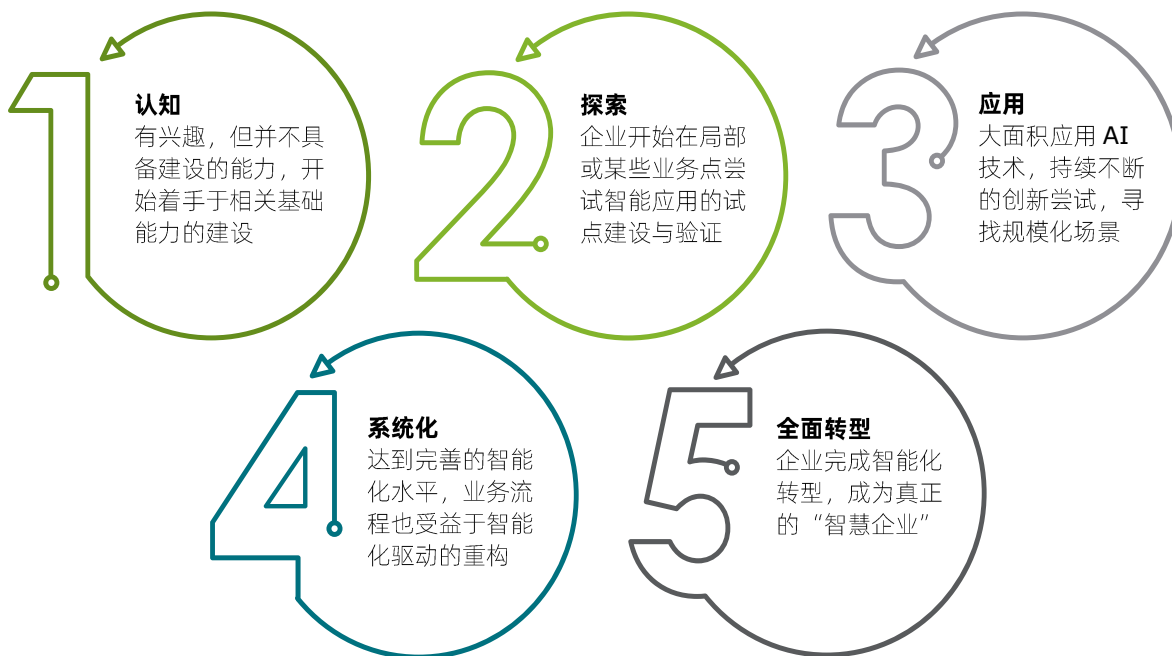 1
认知
有兴趣，但并不具
备建设的能力，开
始着手于相关基础
能力的建设
2
探索
企业开始在局部
或某些业务点尝
试智能应用的试
点建设与验证
3
应用
大面积应用 AI
技术，持续不断
的创新尝试，寻
找规模化场景
4
系统化
达到完善的智能
化水平，业务流
程也受益于智能
化驱动的重构
5
全面转型
企业完成智能化
转型，成为真正
的“智慧企业”